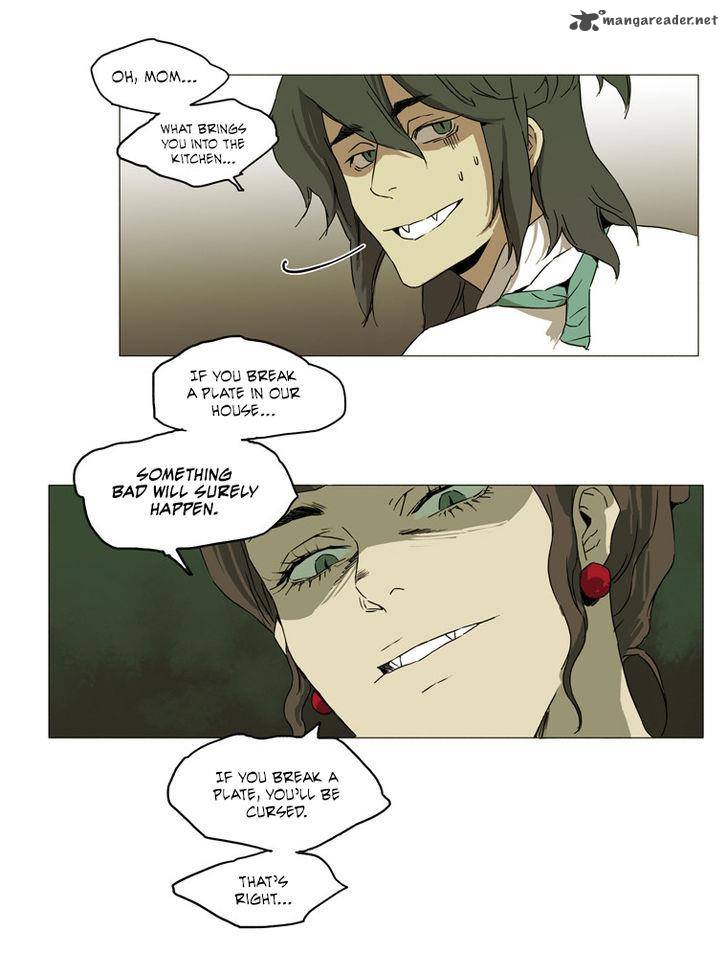 mangareader.net
OH, MOM...
WHAT BRINGS
YOU INTO THE
KITCHEN...
IF YOU BREAK
A PLATE IN OUR
HOUSE...
SOMETHING
BAD WILL SURELY
HAPPEN.
IF YOU BREAK A
PLATE, YOU'LL BE
CURSED.
THAT'S
RIGHT...